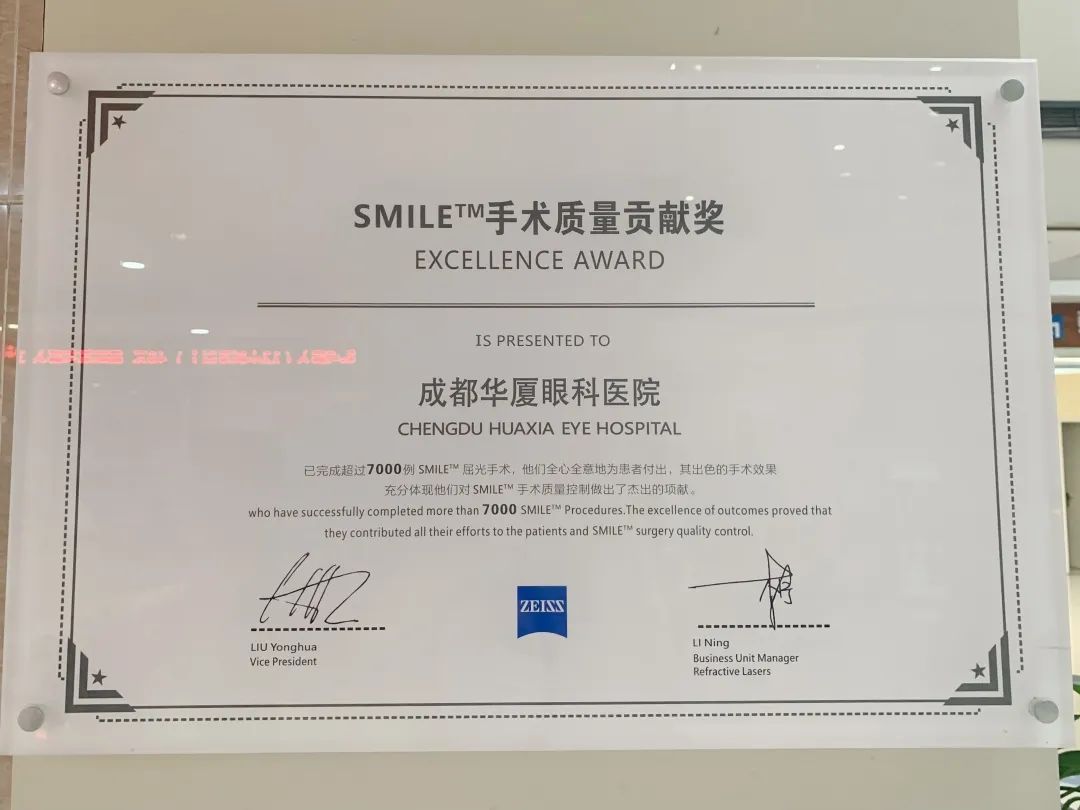 SMILE™手术质量贡献奖
EXCELLENCE AWARD
IS PRESENTED TO
成都华厦眼科医院
CHENGDU HUAXIA EYE HOSPITAL
已完成超过7000例 SMILE™ 屈光手术，他们全心全意地为患者付出，其出色的手术效果
充分体现他们对 SMILE™ 手术质量控制做出了杰出的项献。
who have successfully completed more than 7000 SMILE™ Procedures.The excellence of outcomes proved that
they contributed all their efforts to the patients and SMILE™ surgery quality control.
ZEISS
LIU Yonghua
Vice President
LI Ning
Business Unit Manager
Refractive Lasers